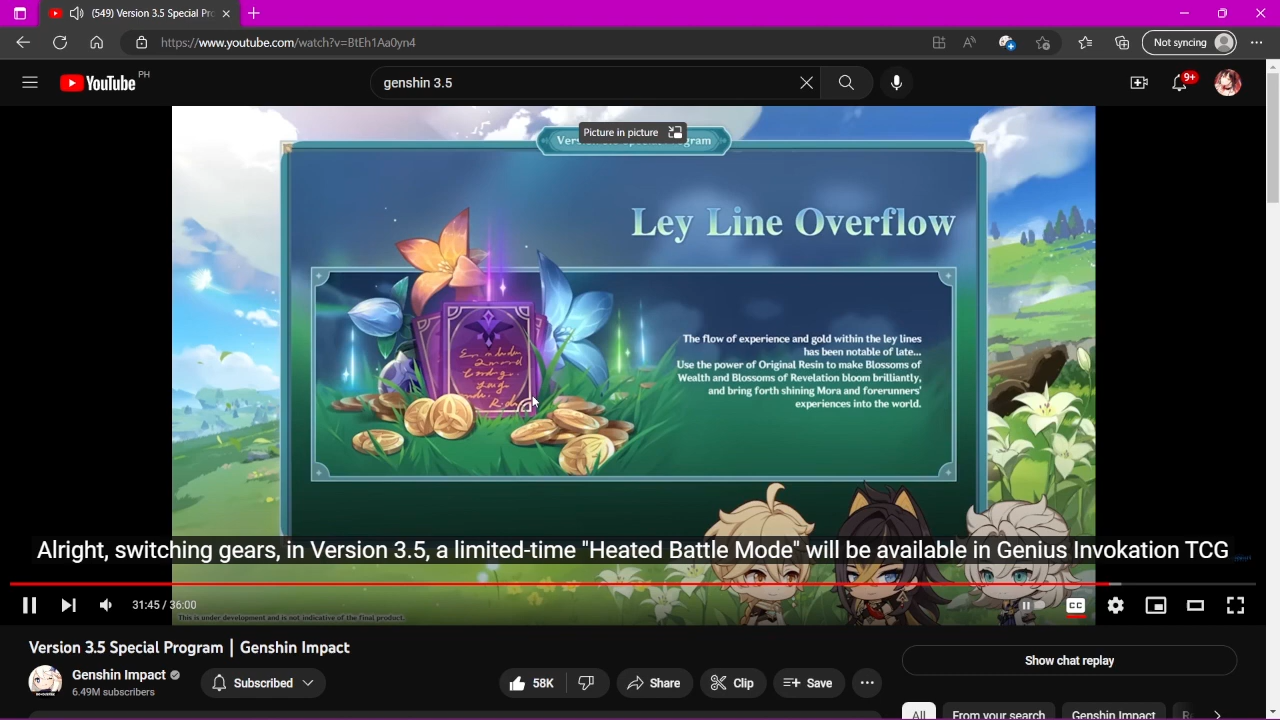 (549) Version 3.5 Special Pr
https://www.youtube.com/watch?v=BtEh1Aa0yn4
Not syncing
YouTube PH
genshin 3.5
9+
Picture in picture
Ley Line Overflow
The flow of experience and gold within the ley lines
has been notable of late...
Use the power of Original Resin to make Blossoms of
Wealth and Blossoms of Revelation bloom brilliantly,
and bring forth shining Mora and forerunners'
experiences into the world.
Alright, switching gears, in Version 3.5, a limited-time "Heated Battle Mode" will be available in Genius Invokation TCG
31:45 / 36:00
CC
This is under development and is not indicative of the final product.
Version 3.5 Special Program | Genshin Impact
Genshin Impact
6.49M subscribers
Subscribed
58K
Share
Clip
Save
Show chat replay
All
From your search
Genshin Impact